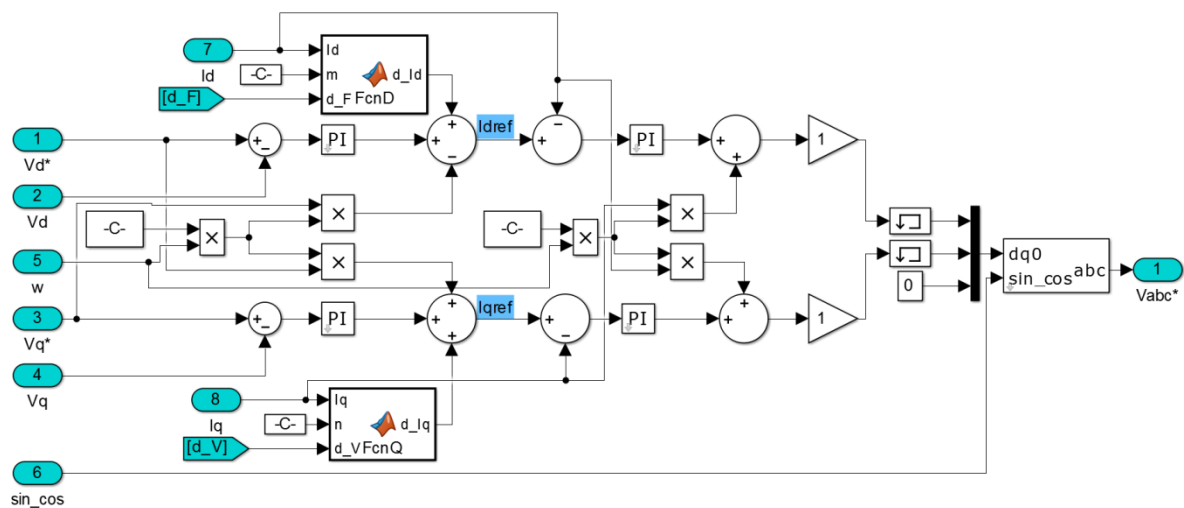 7
Id
-C-
[d_F]
Id
m
d_F
FcnD
d_Id
1
Vd*
+
-
PI
+
+
-
Idref
-
+
PI
+
+
1
2
Vd
-C-
×
×
×
-C-
×
×
×
5
w
3
Vq*
+
-
PI
+
+
+
Iqref
+
-
PI
+
+
1
0
dq0
sin_cos
abc
1
Vabc*
4
Vq
8
Iq
-C-
[d_V]
Iq
n
d_V
FcnQ
d_Iq
6
sin_cos